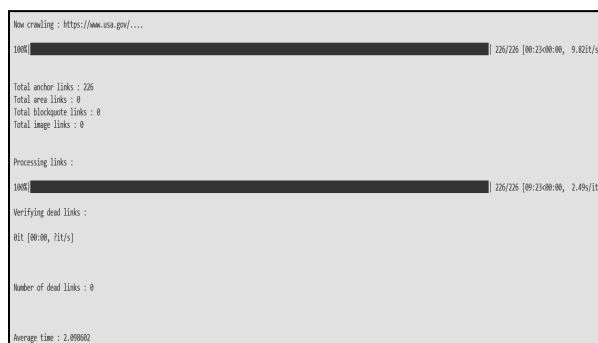 Now crawling : https://www.usa.gov/....
100%| | 226/226 [00:23<00:00, 9.82it/s
Total anchor links : 226
Total area links : 0
Total blockquote links : 0
Total image links : 0
Processing links :
100%| | 226/226 [09:23<00:00, 2.49s/it
Verifying dead links :
0it [00:00, ?it/s]
Number of dead links : 0
Average time : 2.098602